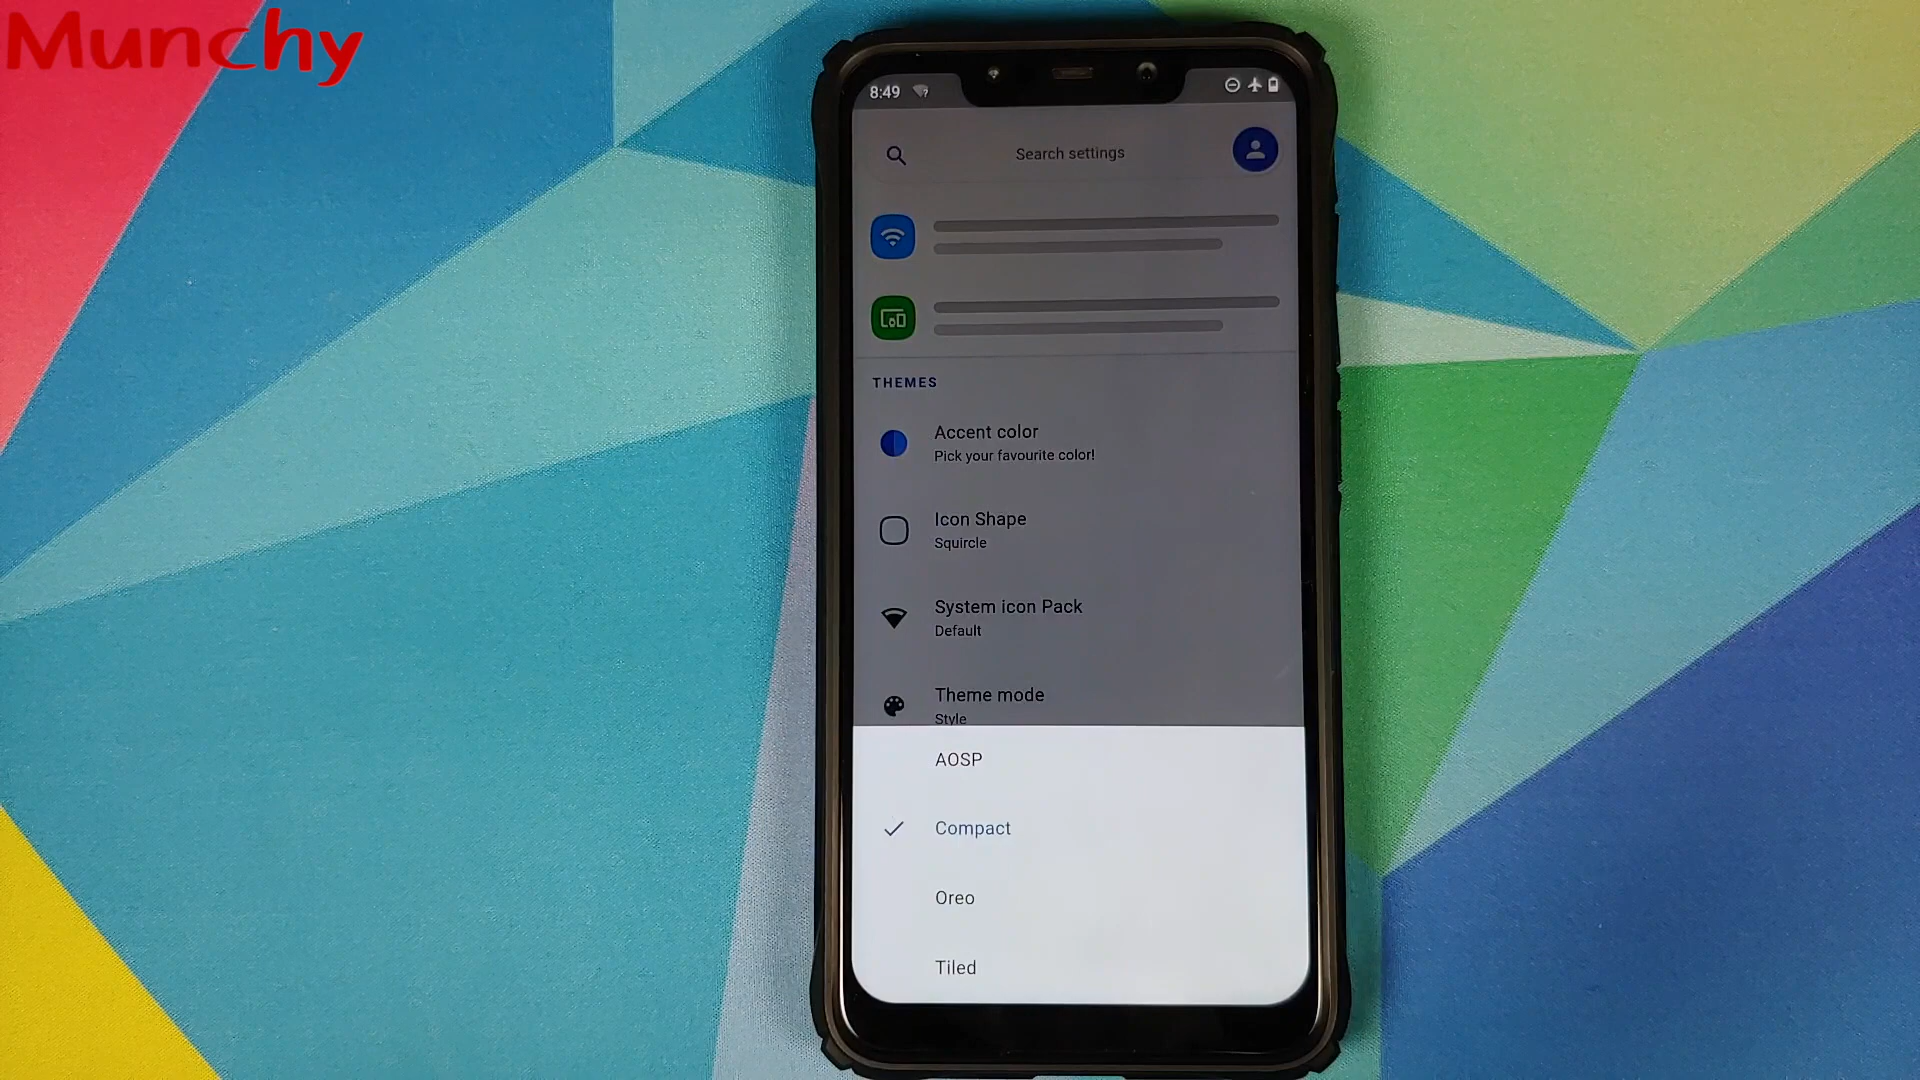 Munchy
8:49
Search settings
THEMES
Accent color
Pick your favourite color!
Icon Shape
Squircle
System icon Pack
Default
Theme mode
Style
AOSP
Compact
Oreo
Tiled